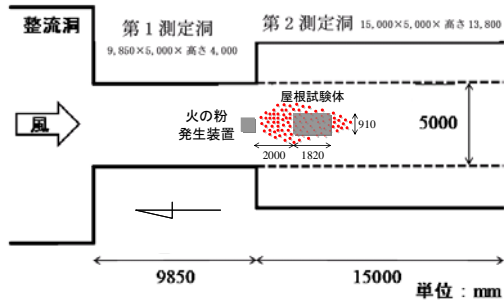 整流洞
第１測定洞
9,850×5,000×高さ4,000
第２測定洞 15,000×5,000×高さ13,800
風
火の粉
発生装置
屋根試験体
910
5000
2000
1820
9850
15000
単位：mm